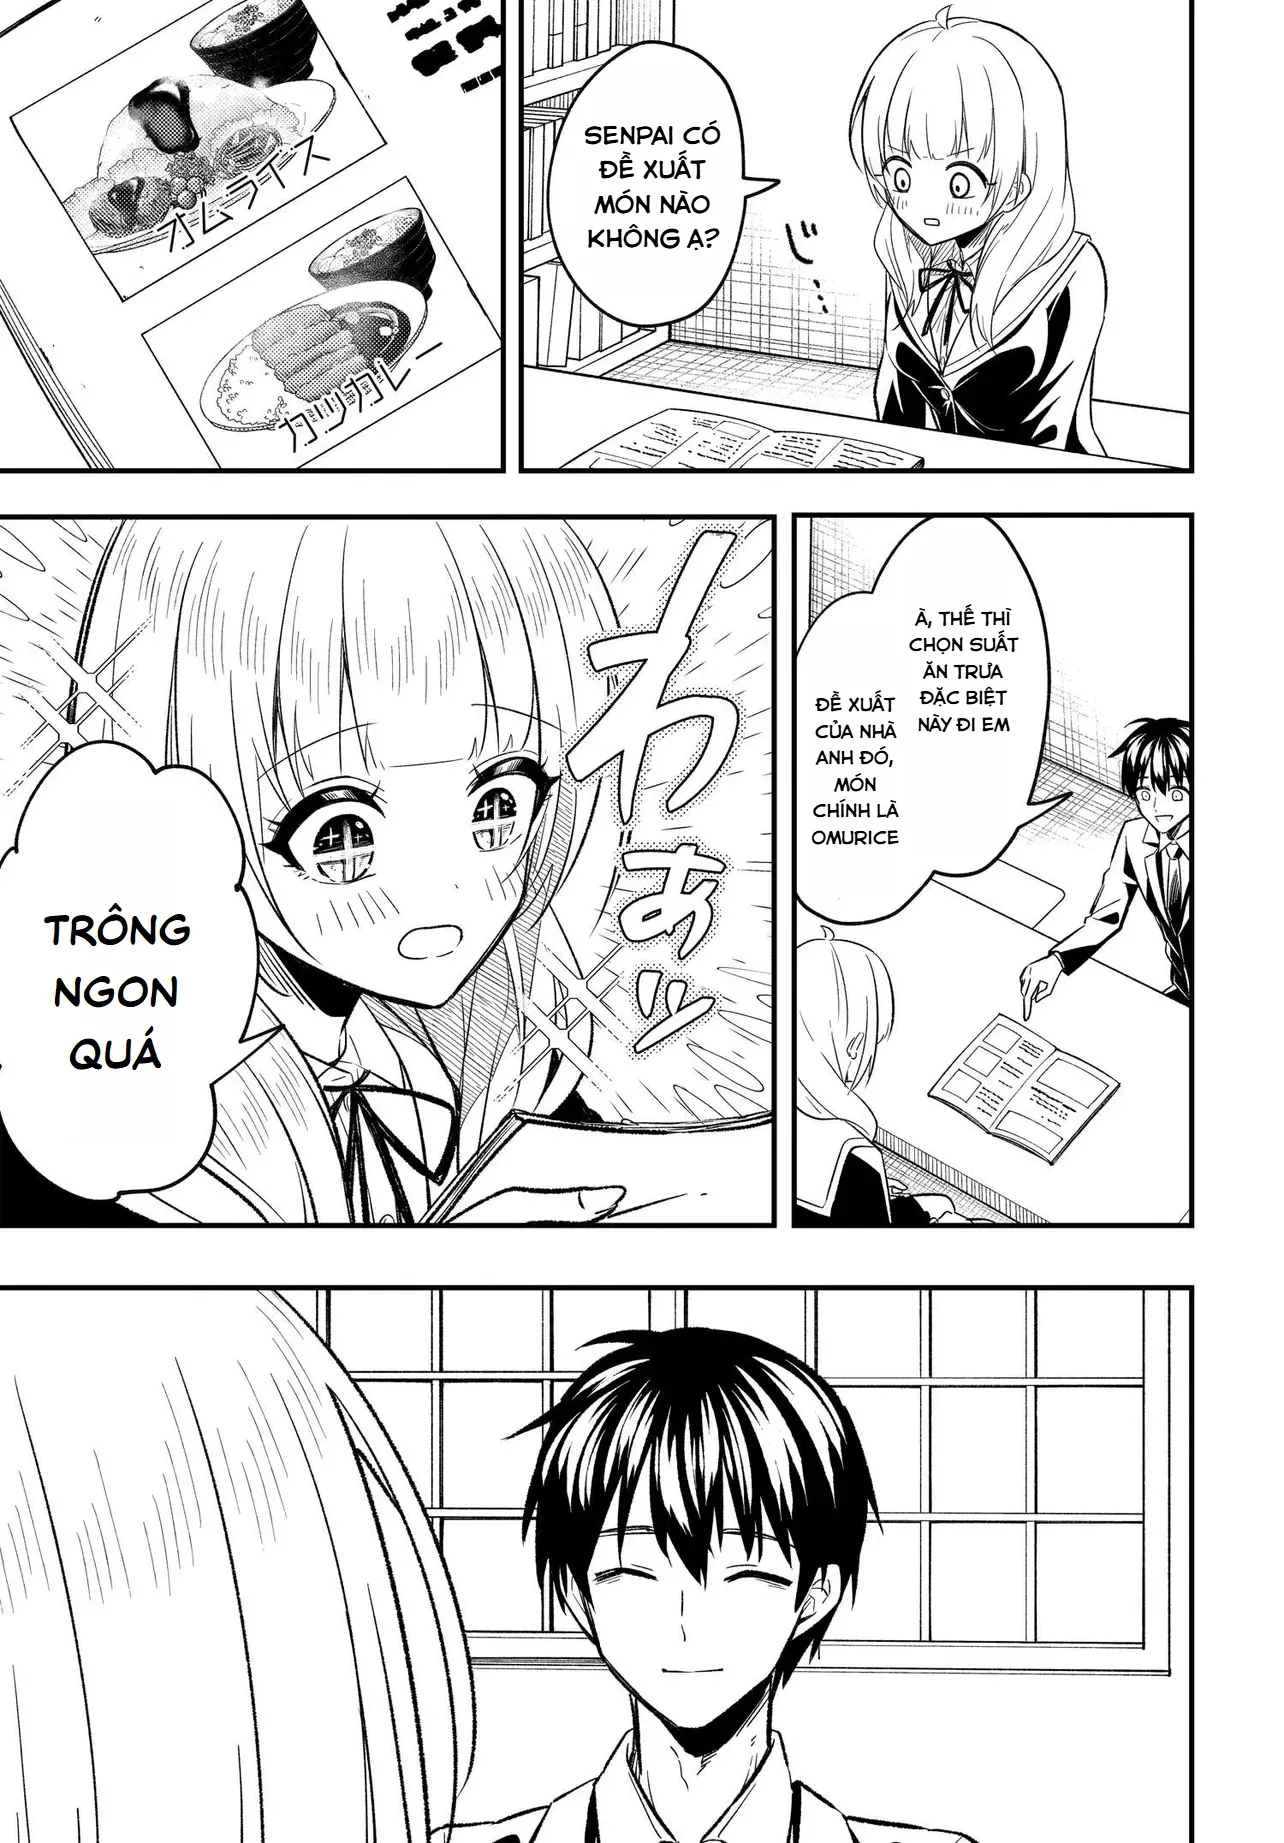 SENPAI CÓ
ĐỀ XUẤT
MÓN NÀO
KHÔNG Ạ?
じ
オムライス
カツカレー
À, THẾ THÌ
CHỌN SUẤT
ĂN TRƯA
ĐẶC BIỆT
NÀY ĐI EM
ĐỀ XUẤT
CỦA NHÀ
ANH ĐÓ,
MÓN
CHÍNH LÀ
OMURICE
わぁッ
TRÔNG
NGON
QUÁ